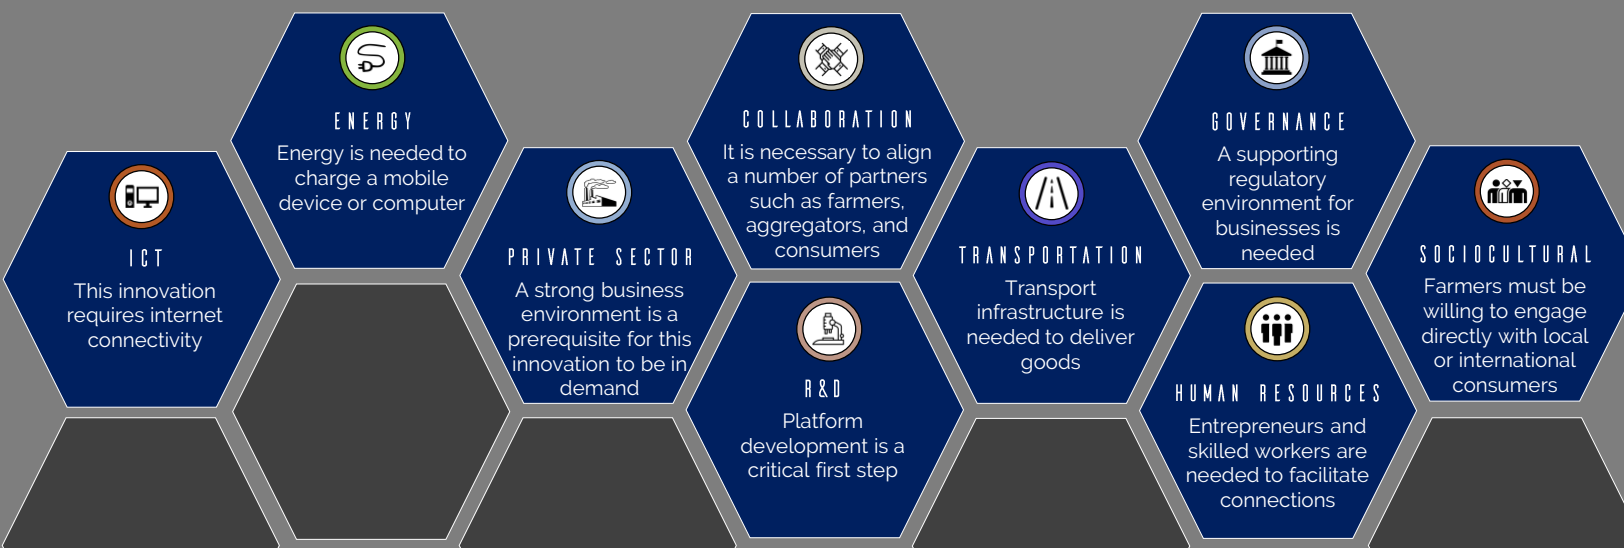 ICT
This innovation
requires internet
connectivity
ENERGY
Energy is needed to
charge a mobile
device or computer
PRIVATE SECTOR
A strong business
environment is a
prerequisite for this
innovation to be in
demand
COLLABORATION
It is necessary to align
a number of partners
such as farmers,
aggregators, and
consumers
R&D
Platform
development is a
critical first step
TRANSPORTATION
Transport
infrastructure is
needed to deliver
goods
GOVERNANCE
A supporting
regulatory
environment for
businesses is
needed
HUMAN RESOURCES
Entrepreneurs and
skilled workers are
needed to facilitate
connections
SOCIOCULTURAL
Farmers must be
willing to engage
directly with local
or international
consumers